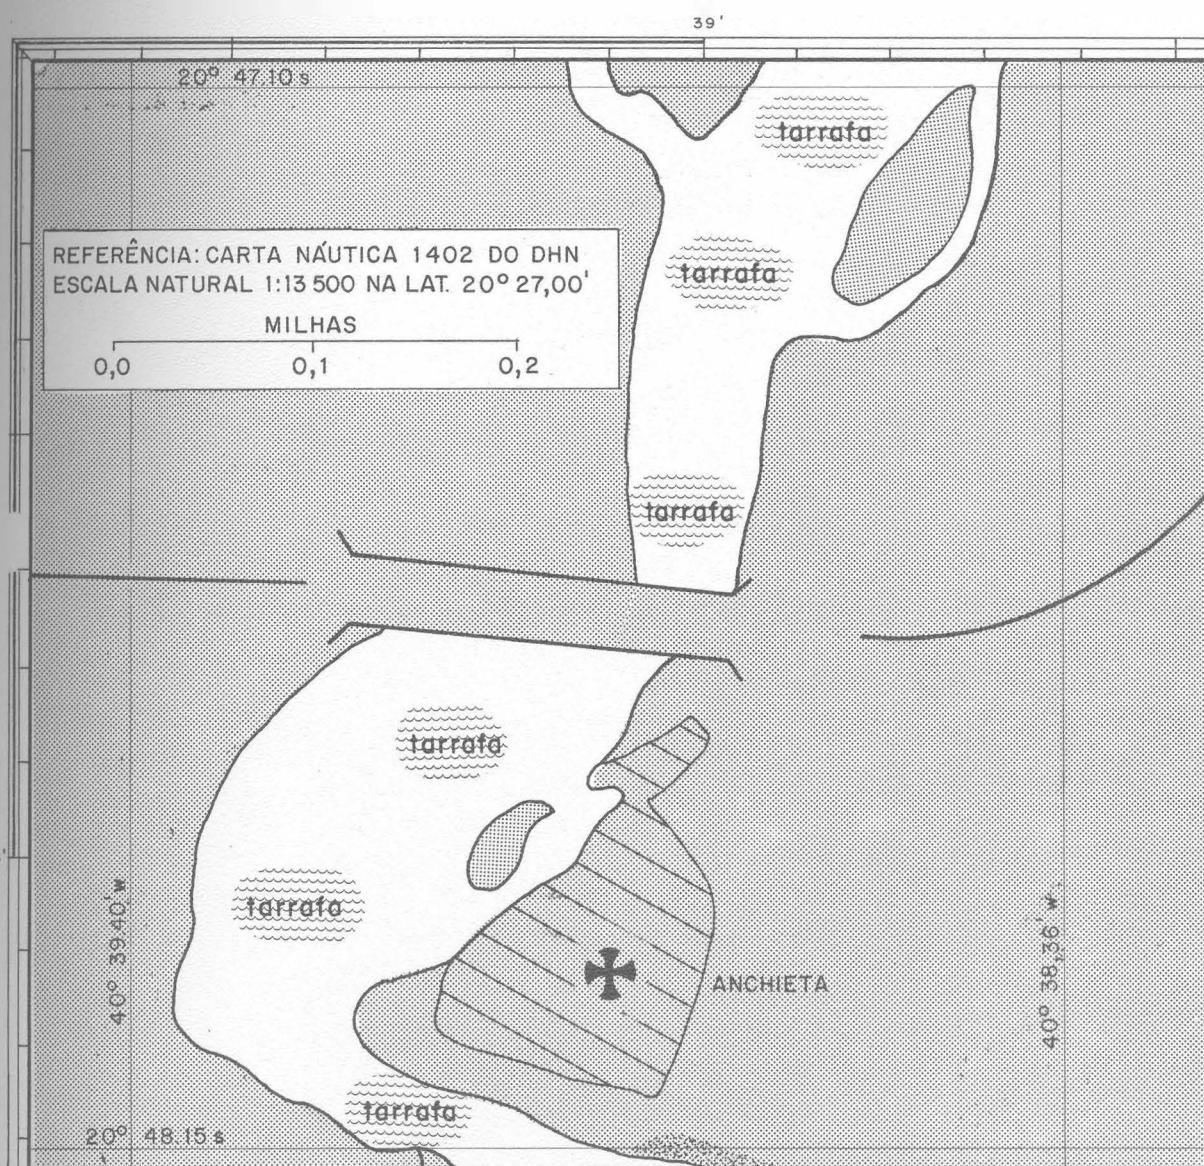 39'
20° 47.10 s
tarrafa
REFERÊNCIA: CARTA NÁUTICA 1402 DO DHN
ESCALA NATURAL 1:13 500 NA LAT. 20° 27,00'
MILHAS
0,0 0,1 0,2
tarrafa
tarrafa
tarrafa
tarrafa
40° 39.40' w
ANCHIETA
40° 38,36' w.
tarrafa
20° 48.15 s